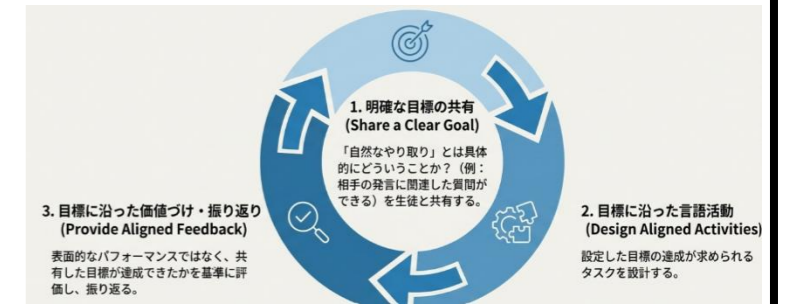 1. 明確な目標の共有
(Share a Clear Goal)
「自然なやり取り」とは具体
的にどういうことか？（例：
相手の発言に関連した質問が
できる）を生徒と共有する。
2. 目標に沿った言語活動
(Design Aligned Activities)
設定した目標の達成が求められる
タスクを設計する。
3. 目標に沿った価値づけ・振り返り
(Provide Aligned Feedback)
表面的なパフォーマンスではなく、共
有した目標が達成できたかを基準に評
価し、振り返る。